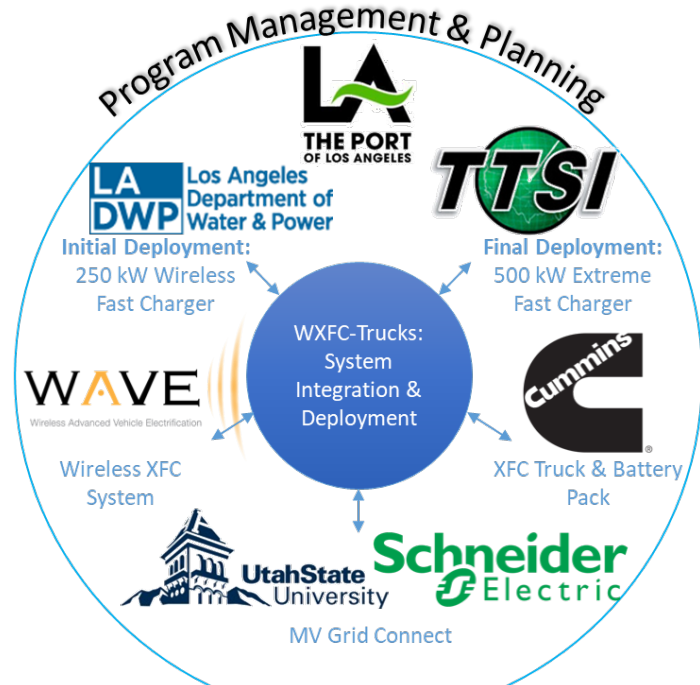 Program Management & Planning
LA
THE PORT
OF LOS ANGELES
LA
DWP
Los Angeles
Department of
Water & Power
TTSI
Initial Deployment:
250 kW Wireless
Fast Charger
Final Deployment:
500 kW Extreme
Fast Charger
WXFC-Trucks:
System
Integration &
Deployment
WAVE
Wireless Advanced Vehicle Electrification
Cummins
®
Wireless XFC
System
XFC Truck & Battery
Pack
UtahState
University
Schneider
Electric
MV Grid Connect